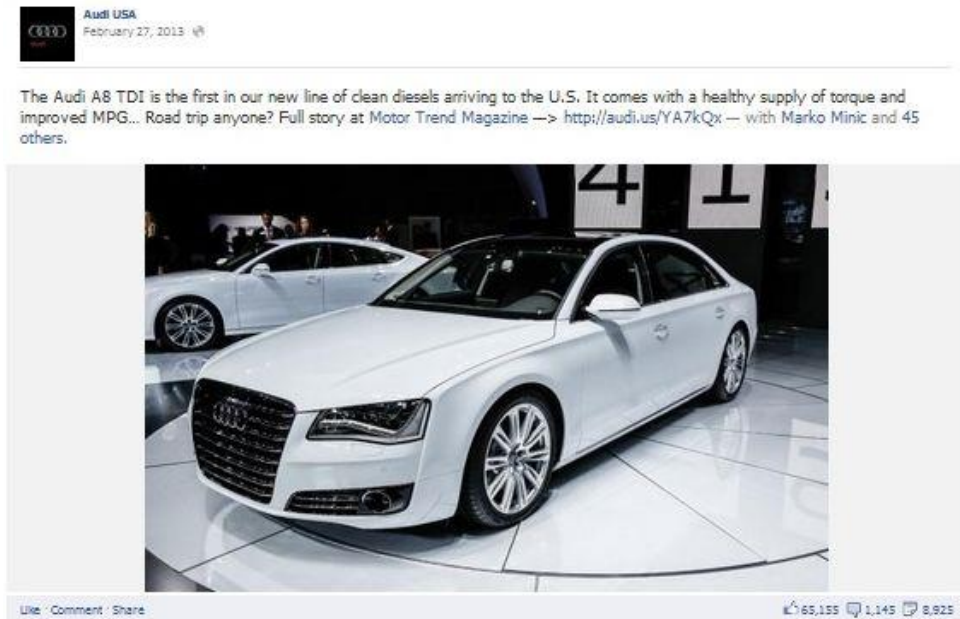 Audi USA
February 27, 2013
The Audi A8 TDI is the first in our new line of clean diesels arriving to the U.S. It comes with a healthy supply of torque and
improved MPG... Road trip anyone? Full story at Motor Trend Magazine —> http://audi.us/YA7kQx — with Marko Minic and 45
others.
4 1
Like · Comment · Share 65,155 1,145 8,925